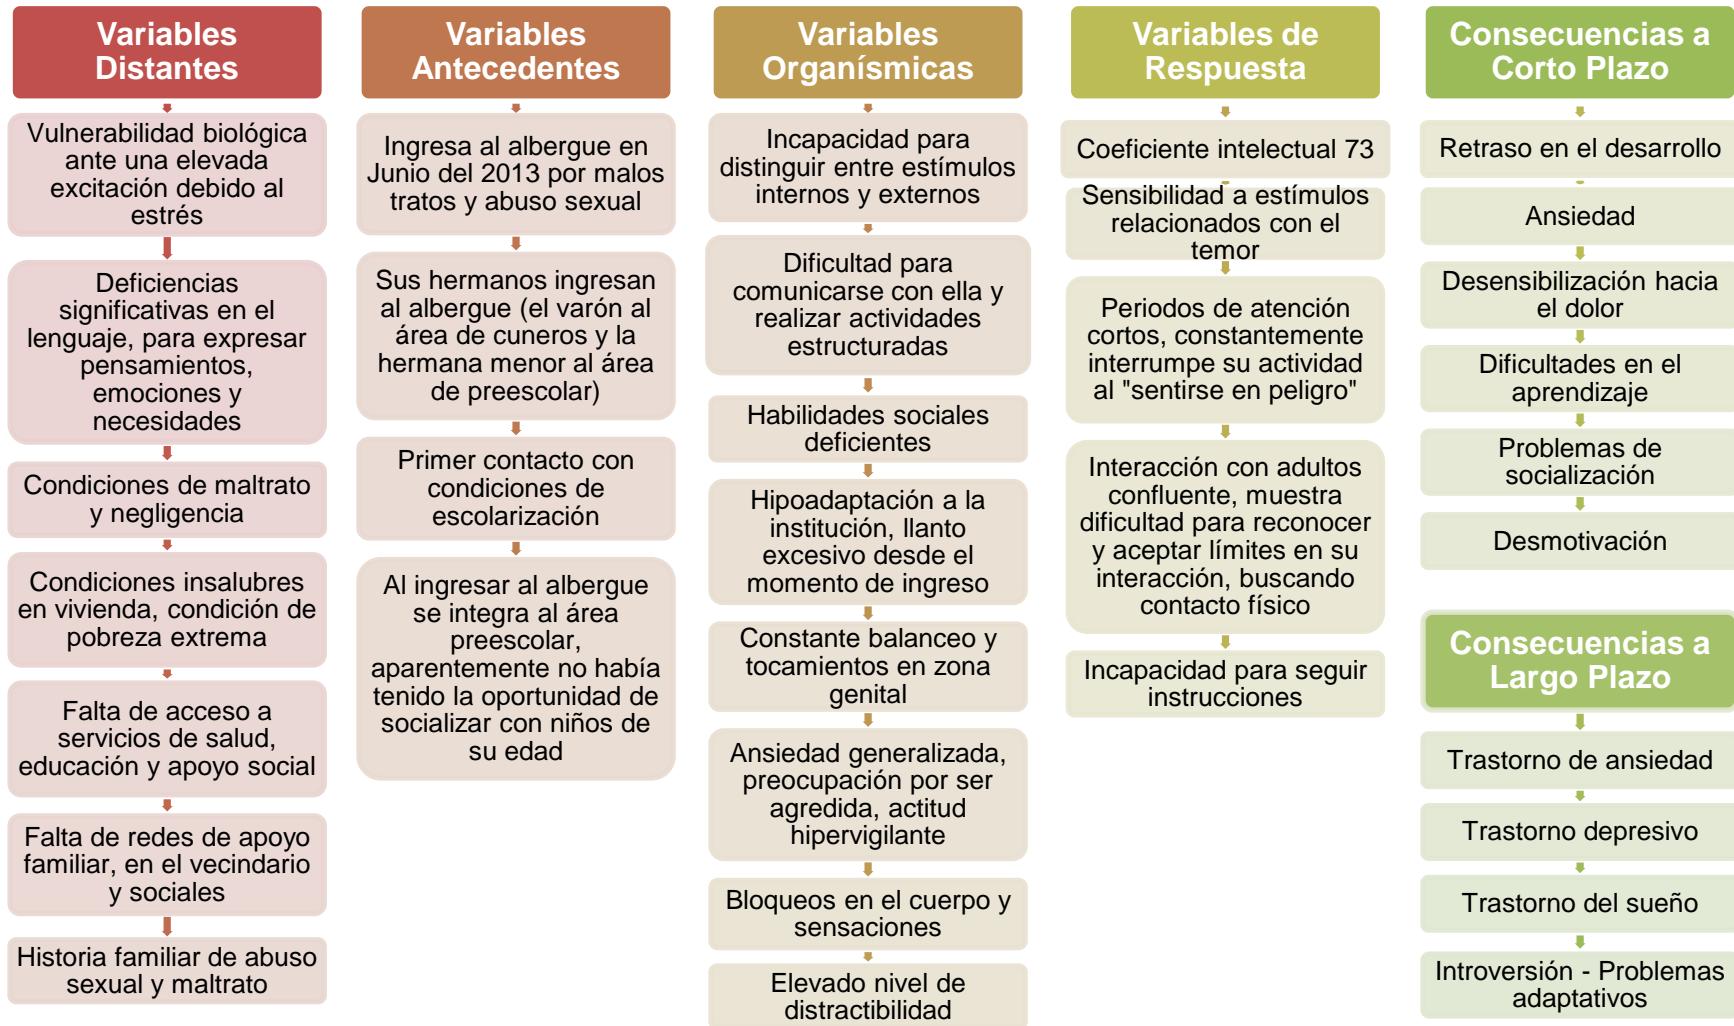 Variables
Distantes
Vulnerabilidad biológica
ante una elevada
excitación debido al
estrés
Deficiencias
significativas en el
lenguaje, para expresar
pensamientos,
emociones y
necesidades
Condiciones de maltrato
y negligencia
Condiciones insalubres
en vivienda, condición de
pobreza extrema
Falta de acceso a
servicios de salud,
educación y apoyo social
Falta de redes de apoyo
familiar, en el vecindario
y sociales
Historia familiar de abuso
sexual y maltrato
Variables
Antecedentes
Ingresa al albergue en
Junio del 2013 por malos
tratos y abuso sexual
Sus hermanos ingresan
al albergue (el varón al
área de cuneros y la
hermana menor al área
de preescolar)
Primer contacto con
condiciones de
escolarización
Al ingresar al albergue
se integra al área
preescolar,
aparentemente no había
tenido la oportunidad de
socializar con niños de
su edad
Variables
Organísmicas
Incapacidad para
distinguir entre estímulos
internos y externos
Dificultad para
comunicarse con ella y
realizar actividades
estructuradas
Habilidades sociales
deficientes
Hipoadaptación a la
institución, llanto
excesivo desde el
momento de ingreso
Constante balanceo y
tocamientos en zona
genital
Ansiedad generalizada,
preocupación por ser
agredida, actitud
hipervigilante
Bloqueos en el cuerpo y
sensaciones
Elevado nivel de
distractibilidad
Variables de
Respuesta
Coeficiente intelectual 73
Sensibilidad a estímulos
relacionados con el
temor
Periodos de atención
cortos, constantemente
interrumpe su actividad
al "sentirse en peligro"
Interacción con adultos
confluente, muestra
dificultad para reconocer
y aceptar límites en su
interacción, buscando
contacto físico
Incapacidad para seguir
instrucciones
Consecuencias a
Corto Plazo
Retraso en el desarrollo
Ansiedad
Desensibilización hacia
el dolor
Dificultades en el
aprendizaje
Problemas de
socialización
Desmotivación
Consecuencias a
Largo Plazo
Trastorno de ansiedad
Trastorno depresivo
Trastorno del sueño
Introversión - Problemas
adaptativos